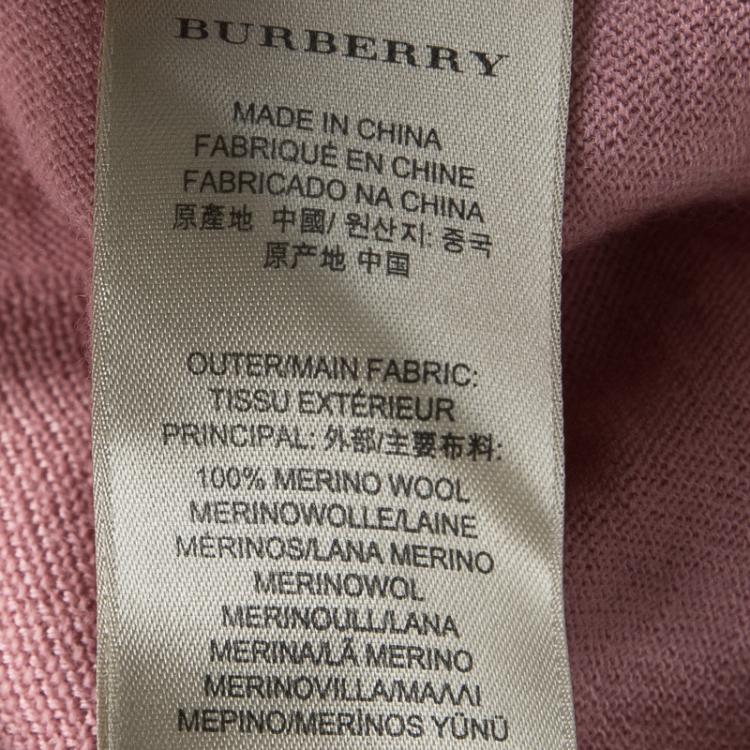 BURBERRY
MADE IN CHINA
FABRIQUÉ EN CHINE
FABRICADO NA CHINA
原產地 中國/ 원산지: 중국
原产地 中国
OUTER/MAIN FABRIC:
TISSU EXTÉRIEUR
PRINCIPAL: 外部/主要布料:
100% MERINO WOOL
MERINOWOLLE/LAINE
MERINOS/LANA MERINO
MERINOWOL
MERINOULL/LANA
MERINA/LÃ MERINO
MERINOVILLA/ΜΑΛΛΙ
ΜΕΡΙΝΟ/MERİNOS YÜNÜ